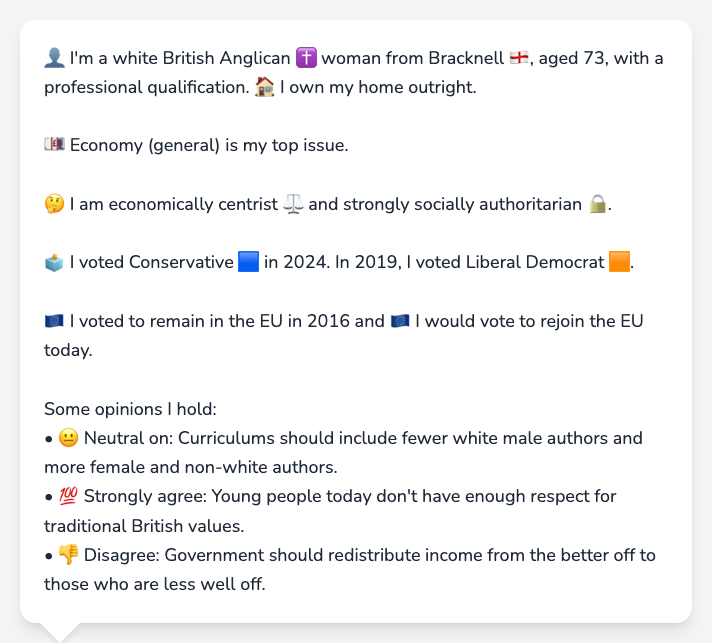 👤 I'm a white British Anglican ✝️ woman from Bracknell 🏴󠁧󠁢󠁥󠁮󠁧󠁿, aged 73, with a
professional qualification. 🏠 I own my home outright.
💷 Economy (general) is my top issue.
🤔 I am economically centrist ⚖️ and strongly socially authoritarian 🔒.
🗳️ I voted Conservative 🟦 in 2024. In 2019, I voted Liberal Democrat 🟧.
🇪🇺 I voted to remain in the EU in 2016 and 🇪🇺 I would vote to rejoin the EU
today.
Some opinions I hold:
• 😐 Neutral on: Curriculums should include fewer white male authors and
more female and non-white authors.
• 💯 Strongly agree: Young people today don't have enough respect for
traditional British values.
• 👎 Disagree: Government should redistribute income from the better off to
those who are less well off.